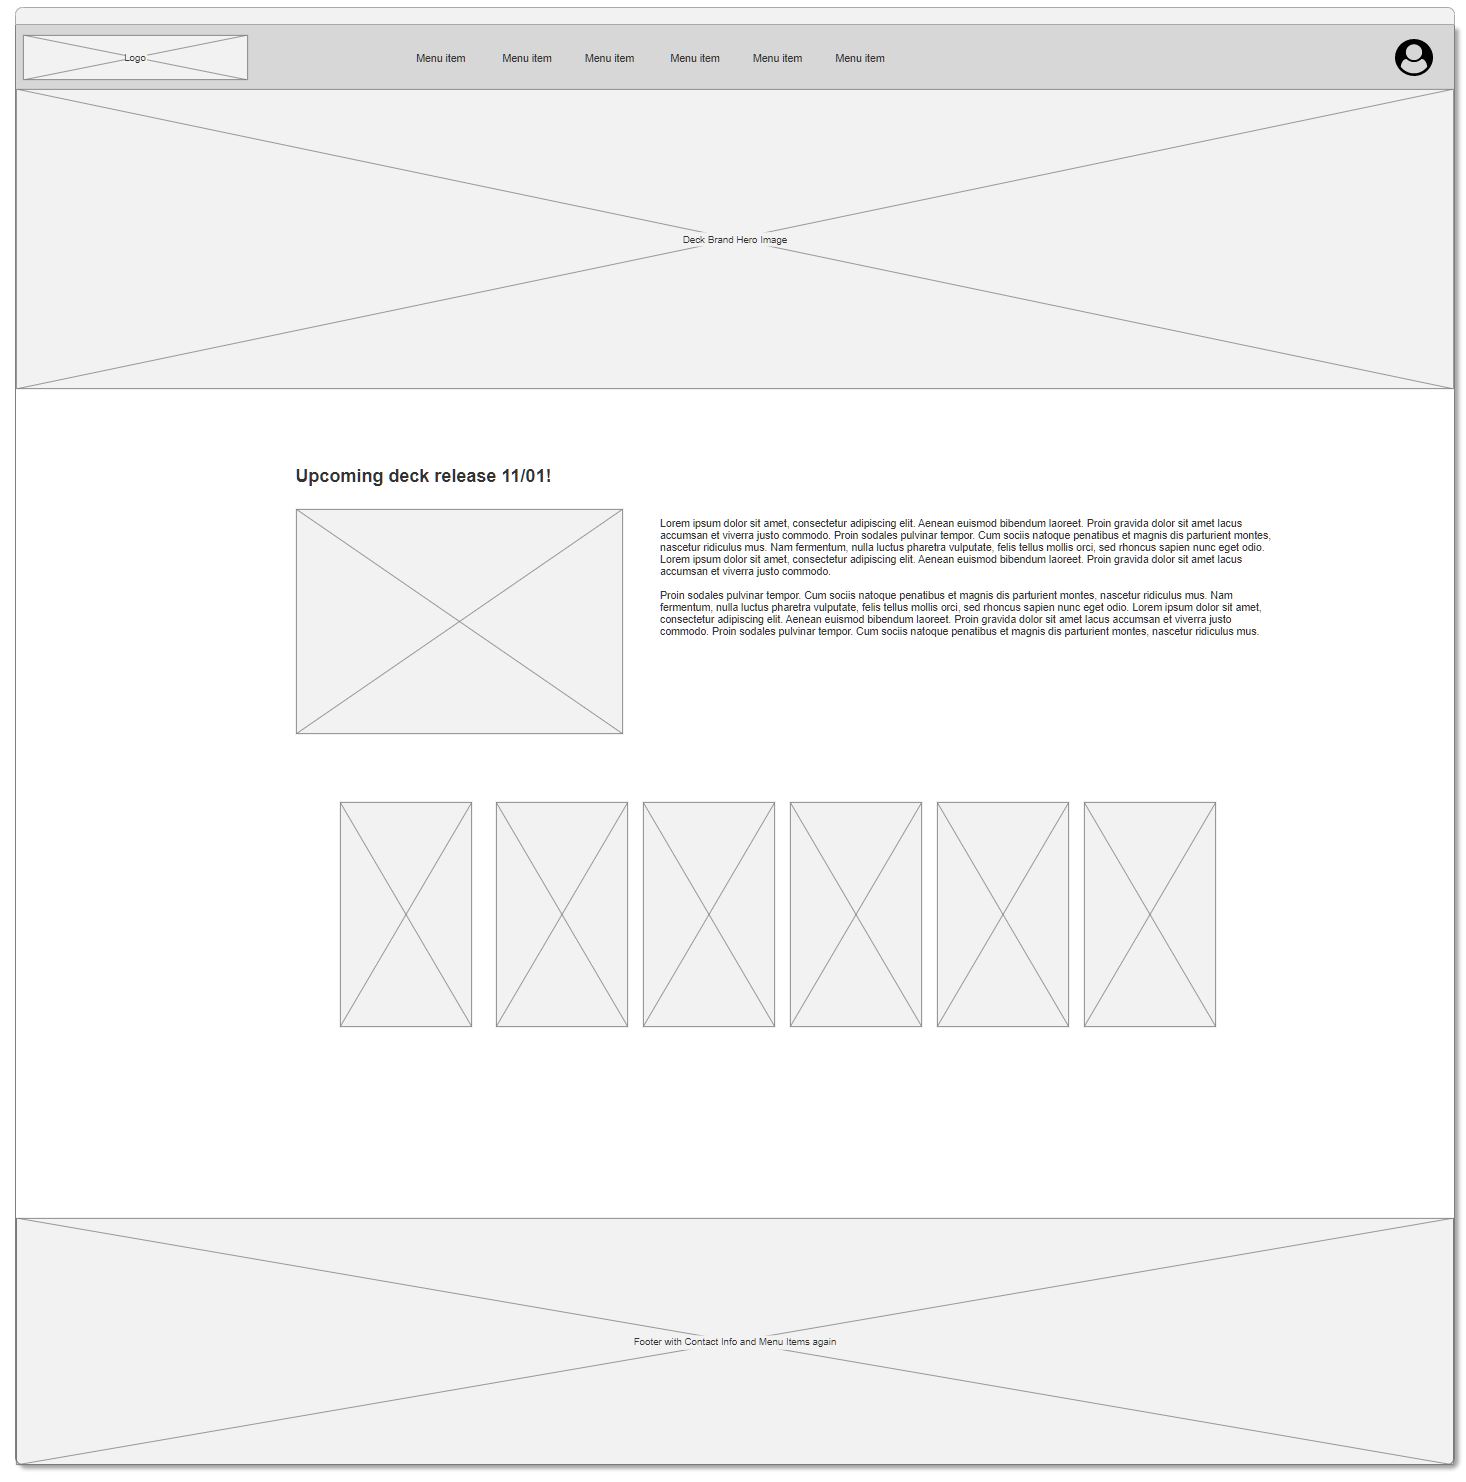 Logo
Menu item
Menu item
Menu item
Menu item
Menu item
Menu item
Deck Brand Hero Image
Upcoming deck release 11/01!
Lorem ipsum dolor sit amet, consectetur adipiscing elit. Aenean euismod bibendum laoreet. Proin gravida dolor sit amet lacus
accumsan et viverra justo commodo. Proin sodales pulvinar tempor. Cum sociis natoque penatibus et magnis dis parturient montes,
nascetur ridiculus mus. Nam fermentum, nulla luctus pharetra vulputate, felis tellus mollis orci, sed rhoncus sapien nunc eget odio.
Lorem ipsum dolor sit amet, consectetur adipiscing elit. Aenean euismod bibendum laoreet. Proin gravida dolor sit amet lacus
accumsan et viverra justo commodo.
Proin sodales pulvinar tempor. Cum sociis natoque penatibus et magnis dis parturient montes, nascetur ridiculus mus. Nam
fermentum, nulla luctus pharetra vulputate, felis tellus mollis orci, sed rhoncus sapien nunc eget odio. Lorem ipsum dolor sit amet,
consectetur adipiscing elit. Aenean euismod bibendum laoreet. Proin gravida dolor sit amet lacus accumsan et viverra justo
commodo. Proin sodales pulvinar tempor. Cum sociis natoque penatibus et magnis dis parturient montes, nascetur ridiculus mus.
Footer with Contact Info and Menu Items again